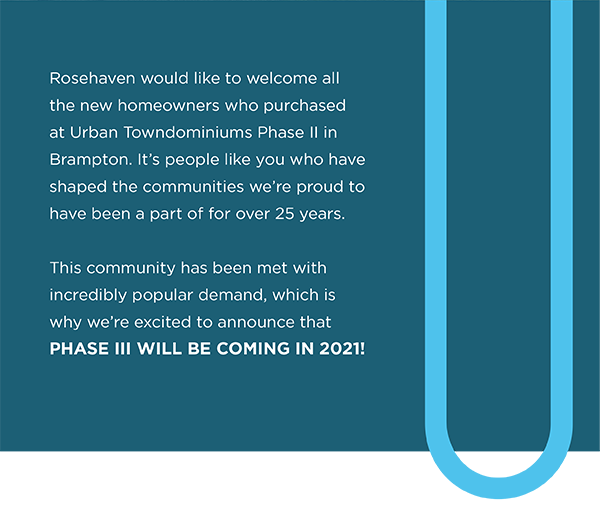 Rosehaven would like to welcome all
the new homeowners who purchased
at Urban Towndominiums Phase II in
Brampton. It’s people like you who have
shaped the communities we’re proud to
have been a part of for over 25 years.
This community has been met with
incredibly popular demand, which is
why we’re excited to announce that
PHASE III WILL BE COMING IN 2021!